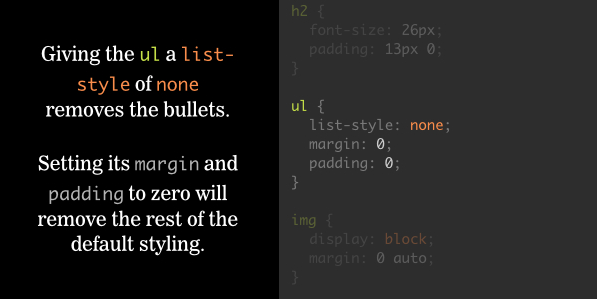 Giving the ul a list-
style of none
removes the bullets.
Setting its margin and
padding to zero will
remove the rest of the
default styling.
h2 {
font-size: 26px;
padding: 13px 0;
}
ul {
list-style: none;
margin: 0;
padding: 0;
}
img {
display: block;
margin: 0 auto;
}